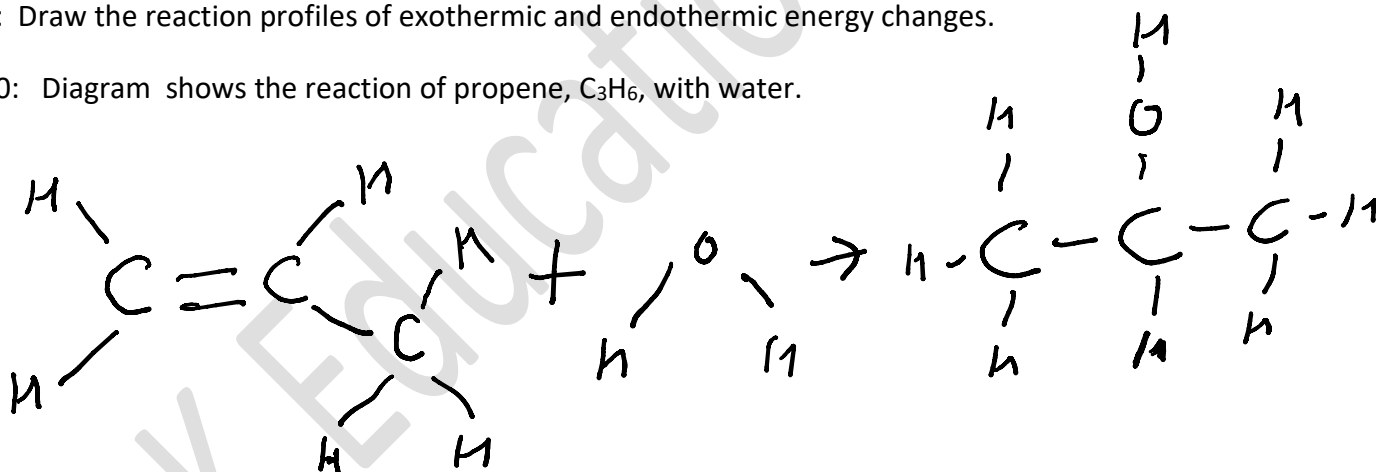 : Draw the reaction profiles of exothermic and endothermic energy changes.
0: Diagram shows the reaction of propene, C₃H₆, with water.
H
H O H
H H
H C = C H + O → H - C - C - C - H
C
H H H H H H
H H
Educatio